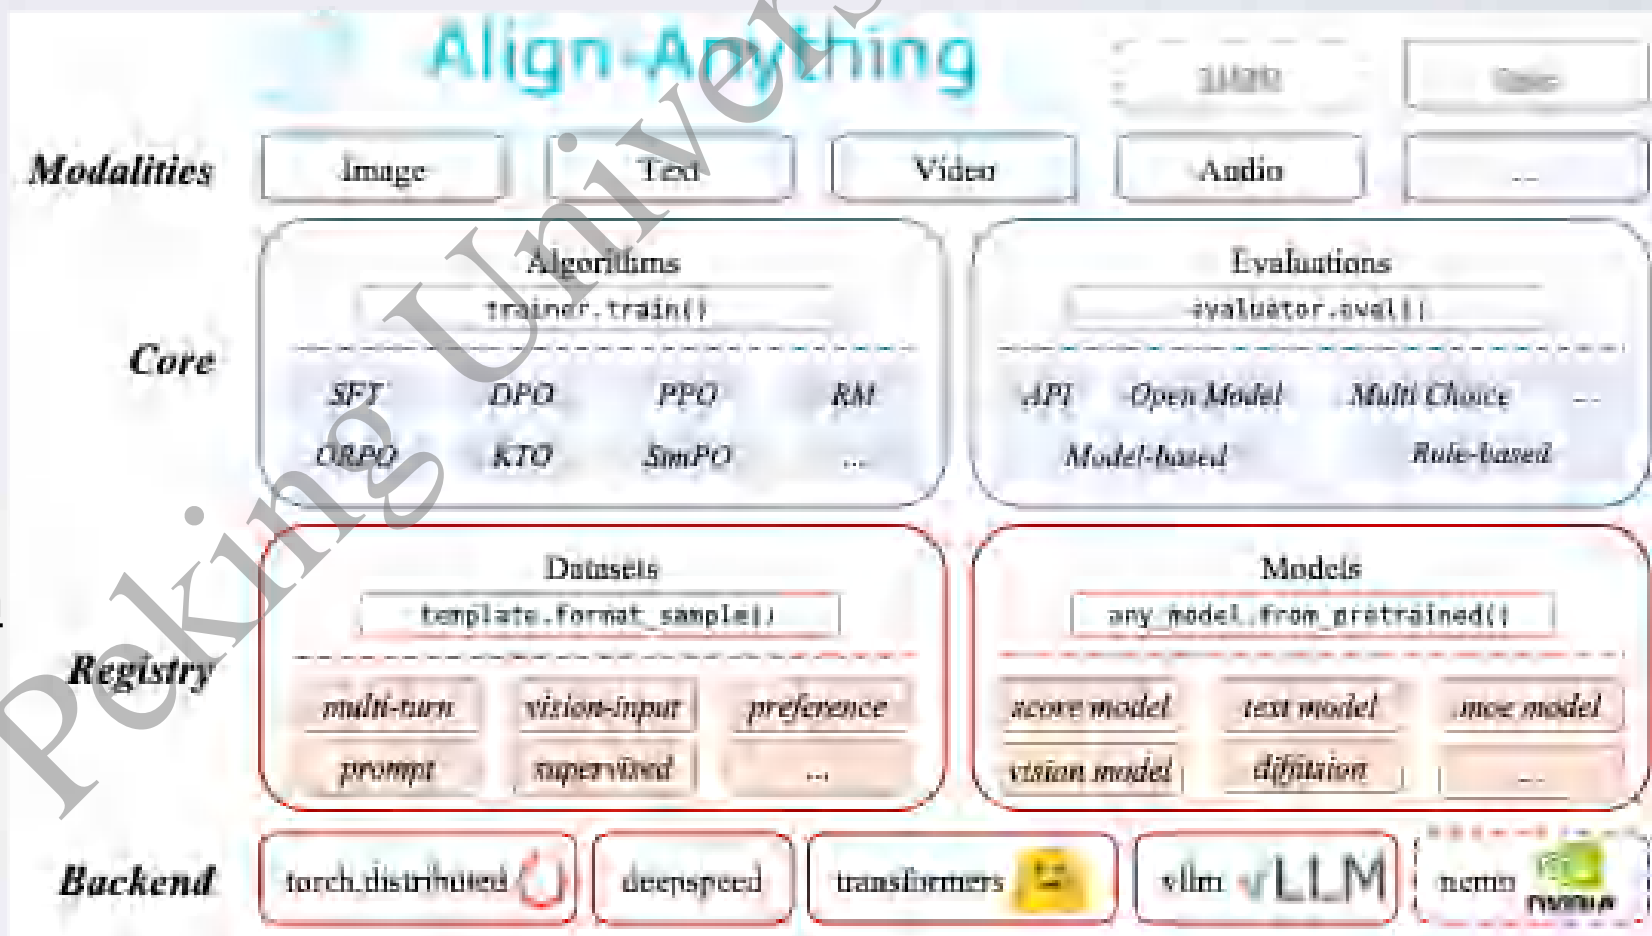 Align-Anything
Modalities
Image
Text
Video
Audio
...
Core
Algorithms
trainer.train()
SFT DPO PPO RM
ORPO KTO SimPO ...
Evaluations
evaluator.eval()
API Open Model Multi Choice ...
Model-based Rule-based
Registry
Datasets
template.format_sample()
multi-turn vision-input preference
prompt supervised ...
Models
any_model.from_pretrained()
score model text model moe model
vision model diffusion ...
Backend
torch.distributed
deepspeed
transformers
vllm vLLM
nemo NVIDIA
Peking Univers